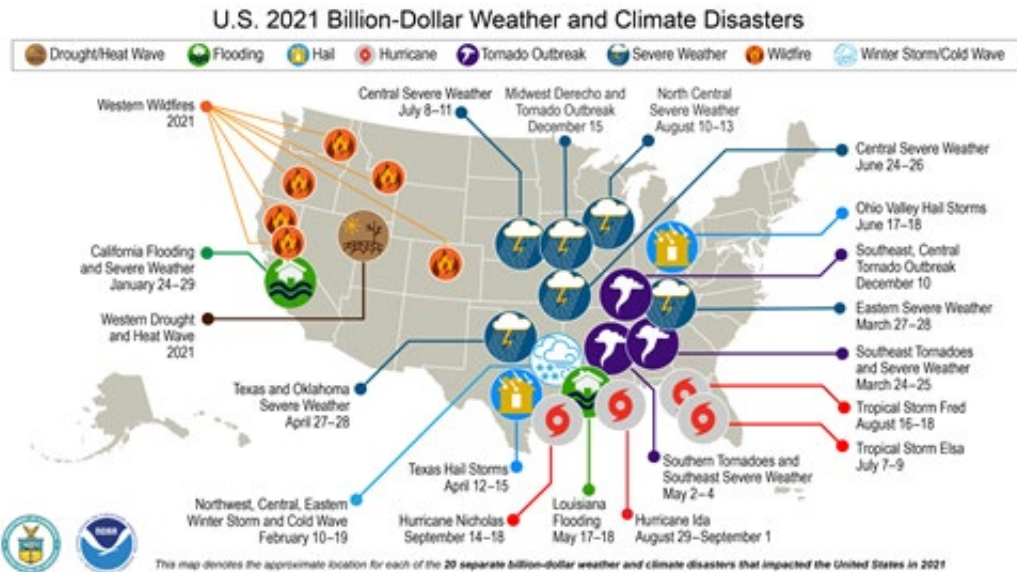 U.S. 2021 Billion-Dollar Weather and Climate Disasters
Drought/Heat Wave
Flooding
Hail
Hurricane
Tornado Outbreak
Severe Weather
Wildfire
Winter Storm/Cold Wave
Western Wildfires
2021
Central Severe Weather
July 8–11
Midwest Derecho and
Tornado Outbreak
December 15
North Central
Severe Weather
August 10–13
Central Severe Weather
June 24–26
Ohio Valley Hail Storms
June 17–18
California Flooding
and Severe Weather
January 24–29
Southeast, Central
Tornado Outbreak
December 10
Eastern Severe Weather
March 27–28
Western Drought
and Heat Wave
2021
Southeast Tornadoes
and Severe Weather
March 24–25
Texas and Oklahoma
Severe Weather
April 27–28
Tropical Storm Fred
August 16–18
Tropical Storm Elsa
July 7–9
Texas Hail Storms
April 12–15
Southern Tornadoes and
Southeast Severe Weather
May 2–4
Northwest, Central, Eastern
Winter Storm and Cold Wave
February 10–19
Hurricane Nicholas
September 14–18
Louisiana
Flooding
May 17–18
Hurricane Ida
August 29–September 1
noaa
This map denotes the approximate location for each of the 20 separate billion-dollar weather and climate disasters that impacted the United States in 2021